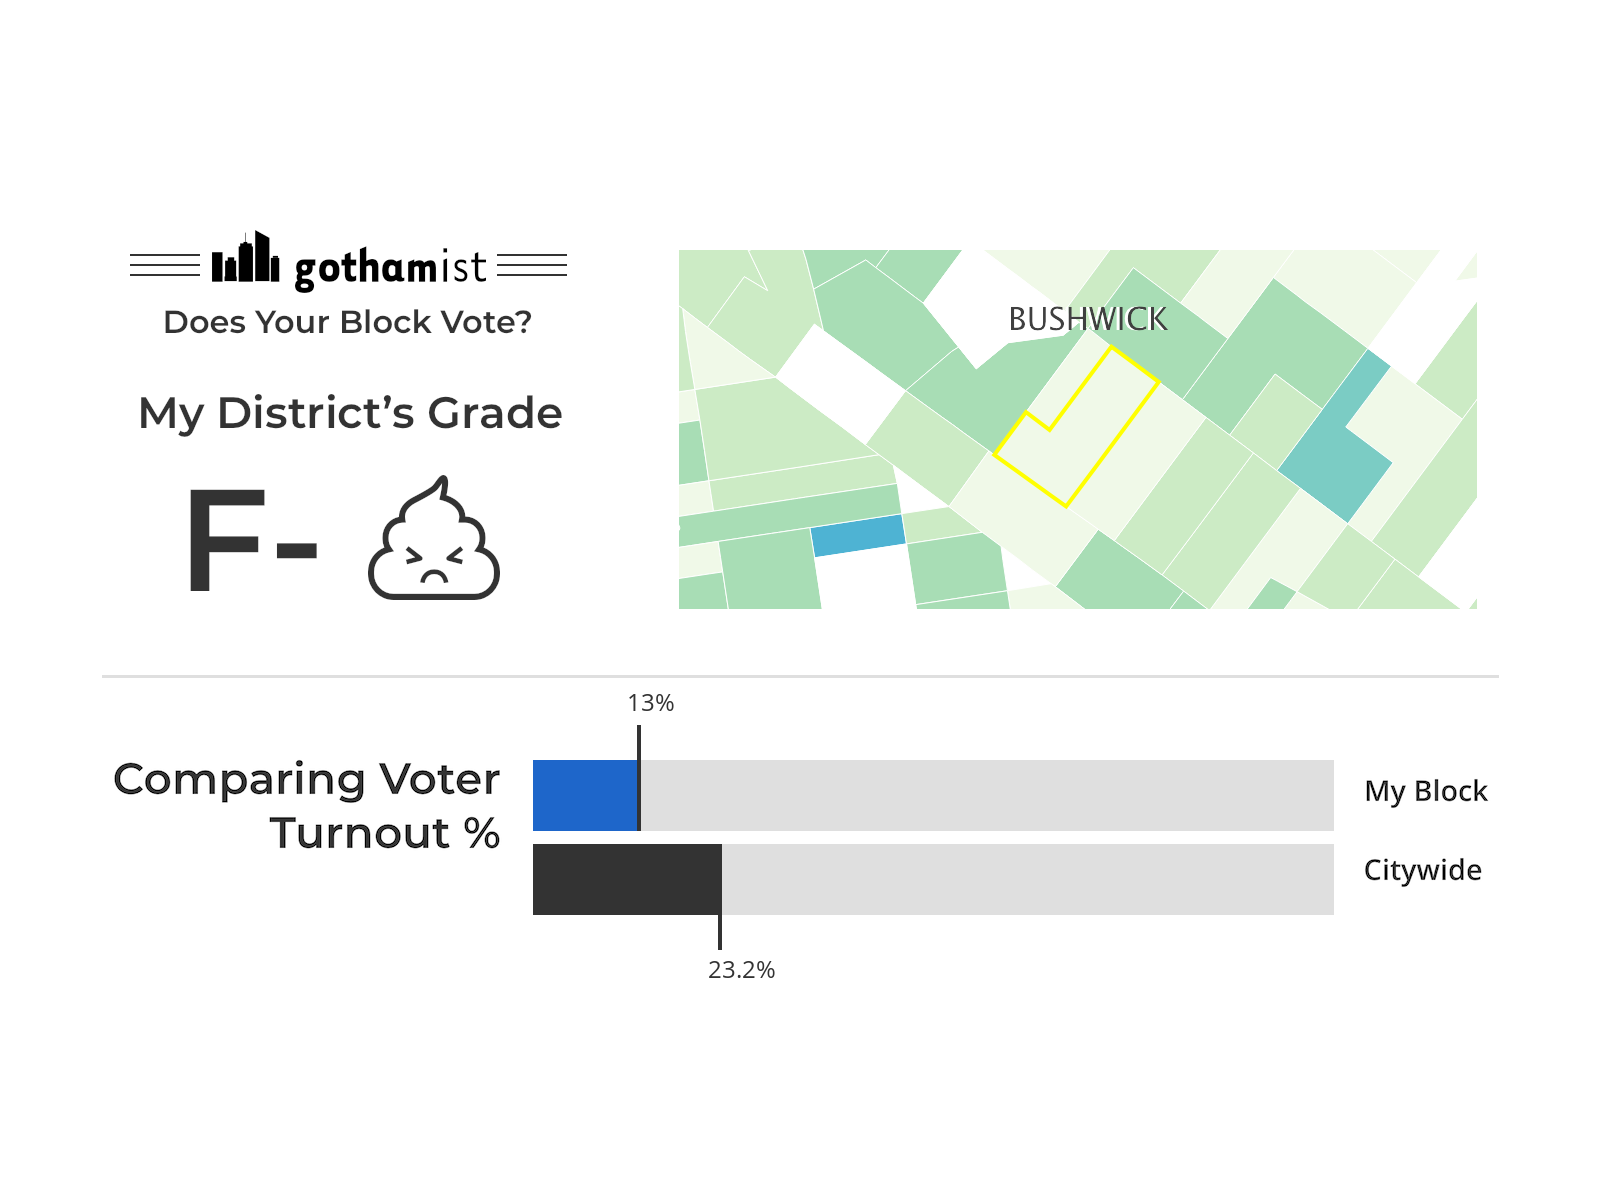 gothamist
Does Your Block Vote?
My District’s Grade
F-
BUSHWICK
13%
Comparing Voter
Turnout %
My Block
Citywide
23.2%